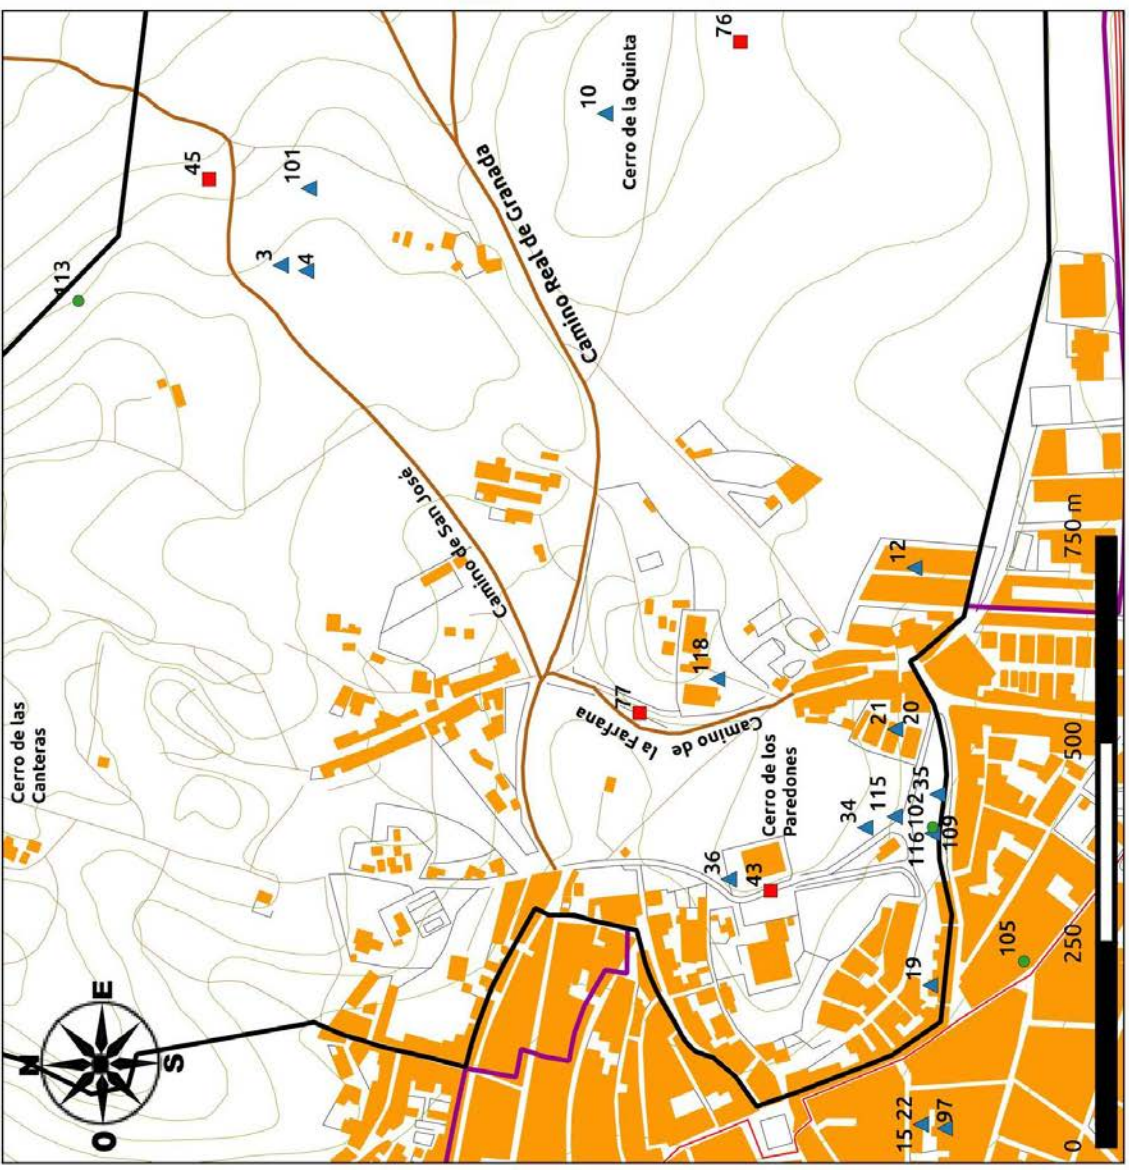 76
10
Cerro de la Quinta
45
101
Camino Real de Granada
3
4
113
Camino de San José
12
750 m
118
77
Camino de
la Farfana
21
20
Cerro de las
Canteras
500
Cerro de los
Paredones
34
115
102
35
116
109
36
43
105
250
19
N
E
S
O
15
22
97
0